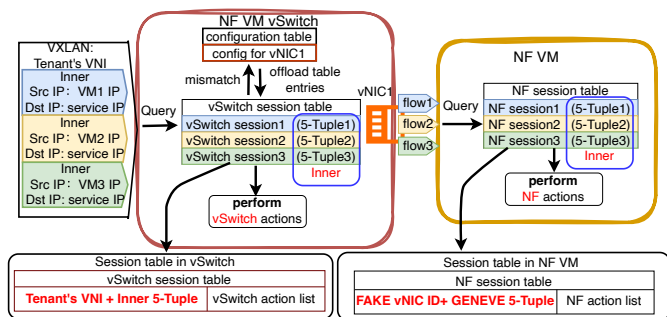 VXLAN:
Tenant's VNI
Inner
Src IP: VM1 IP
Dst IP: service IP
Inner
Src IP: VM2 IP
Dst IP: service IP
Inner
Src IP: VM3 IP
Dst IP: service IP
Query
NF VM vSwitch
configuration table
config for vNIC1
mismatch
offload table
entries
vSwitch session table
vSwitch session1 (5-Tuple1)
vSwitch session2 (5-Tuple2)
vSwitch session3 (5-Tuple3)
Inner
perform
vSwitch actions
vNIC1
flow1
flow2
flow3
NF VM
Query
NF session table
NF session1 (5-Tuple1)
NF session2 (5-Tuple2)
NF session3 (5-Tuple3)
Inner
perform
NF actions
Session table in vSwitch
vSwitch session table
Tenant's VNI + Inner 5-Tuple vSwitch action list
Session table in NF VM
NF session table
FAKE vNIC ID+ GENEVE 5-Tuple NF action list